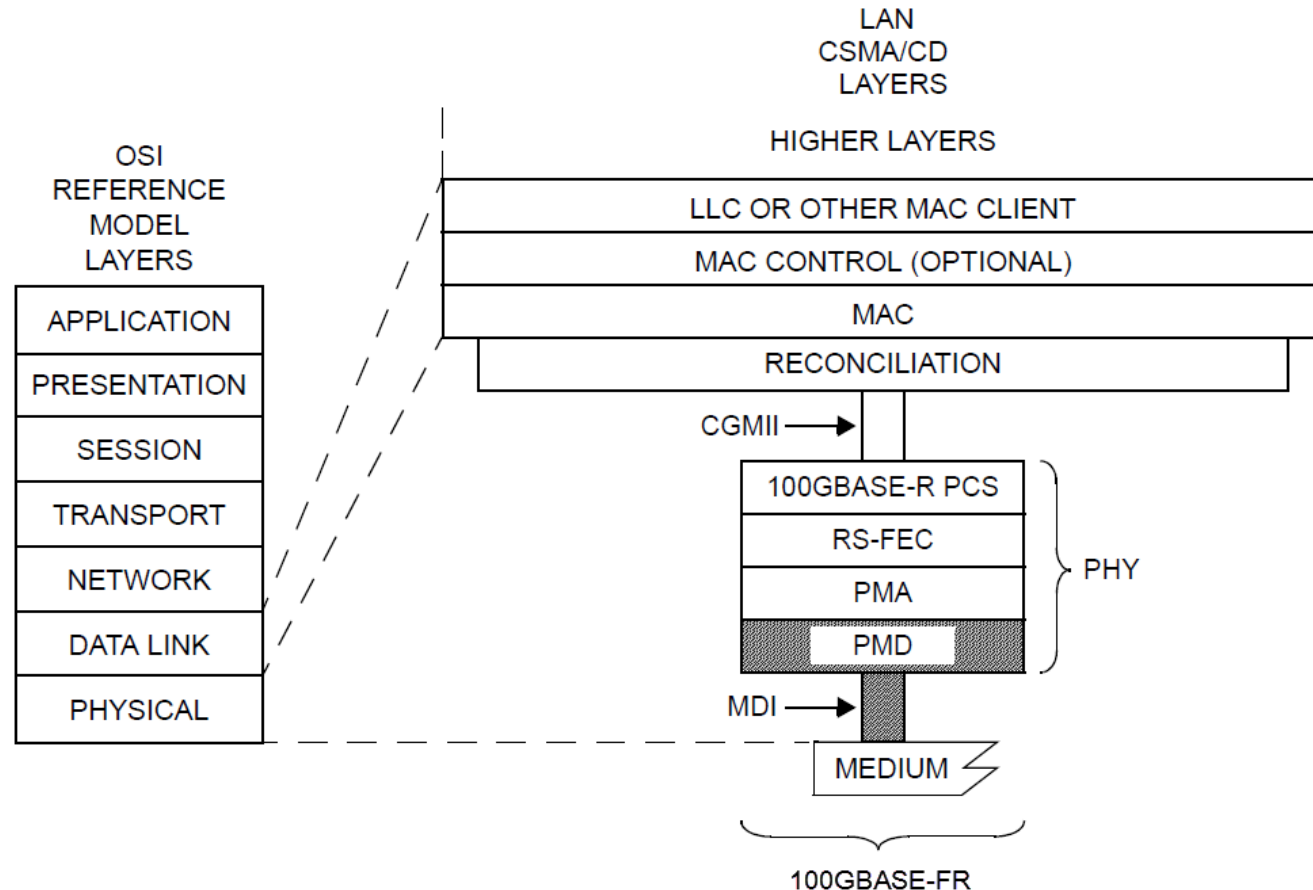 LAN
CSMA/CD
LAYERS
HIGHER LAYERS
OSI
REFERENCE
MODEL
LAYERS
LLC OR OTHER MAC CLIENT
MAC CONTROL (OPTIONAL)
MAC
RECONCILIATION
APPLICATION
PRESENTATION
SESSION
TRANSPORT
NETWORK
DATA LINK
PHYSICAL
CGMII
100GBASE-R PCS
RS-FEC
PMA
PMD
PHY
MDI
MEDIUM
100GBASE-FR